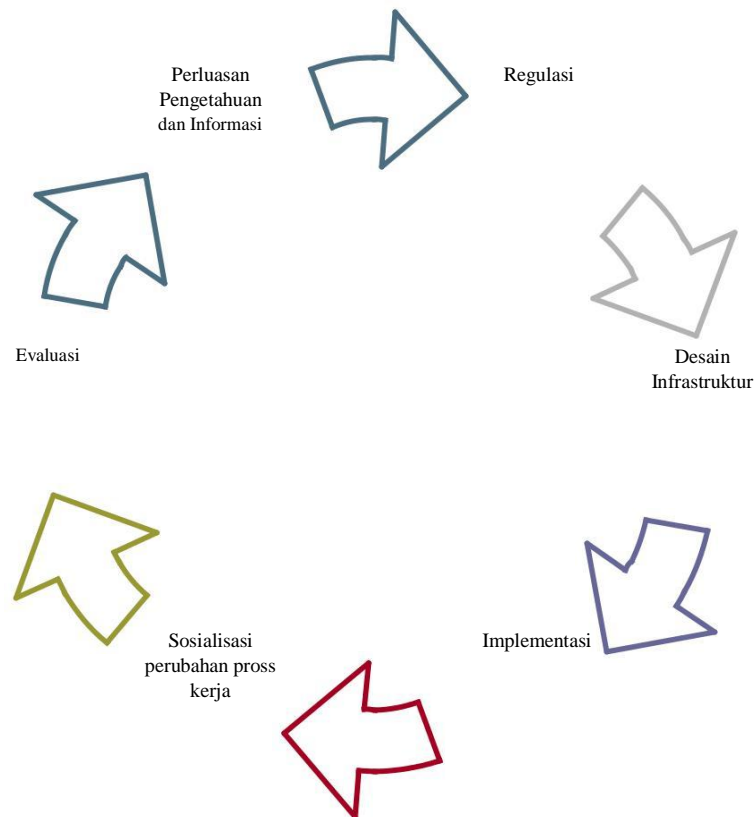 Perluasan
Pengetahuan
dan Informasi
Regulasi
Desain
Infrastruktur
Implementasi
Sosialisasi
perubahan pross
kerja
Evaluasi